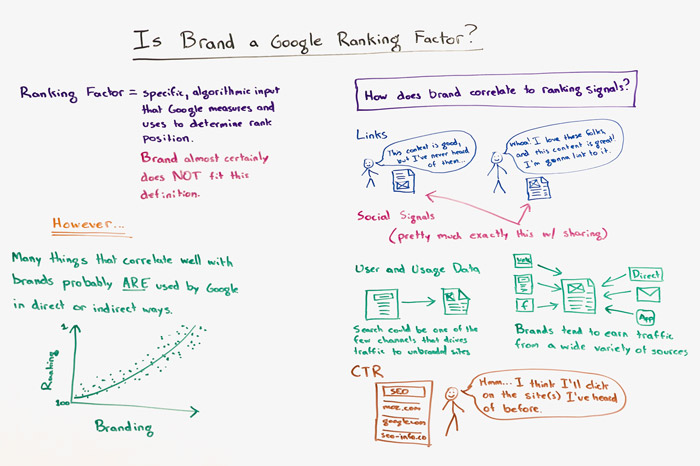 Is Brand a Google Ranking Factor?
Ranking Factor = specific, algorithmic input
that Google measures and
uses to determine rank
position.
Brand almost certainly
does NOT fit this
definition.
However...
Many things that correlate well with
brands probably ARE used by Google
in direct or indirect ways.
1
Ranking
100
Branding
How does brand correlate to ranking signals?
Links
This content is good,
but I've never heard
of them...
Whoa! I love these folks,
and this content is great!
I'm gonna link to it.
Social Signals
(pretty much exactly this w/ sharing)
User and Usage Data
Search could be one of the
few channels that drives
traffic to unbranded sites
f
Direct
App
Brands tend to earn traffic
from a wide variety of sources
CTR
SEO
moz.com
google.com
seo-info.co
Hmm... I think I'll click
on the site(s) I've heard
of before.